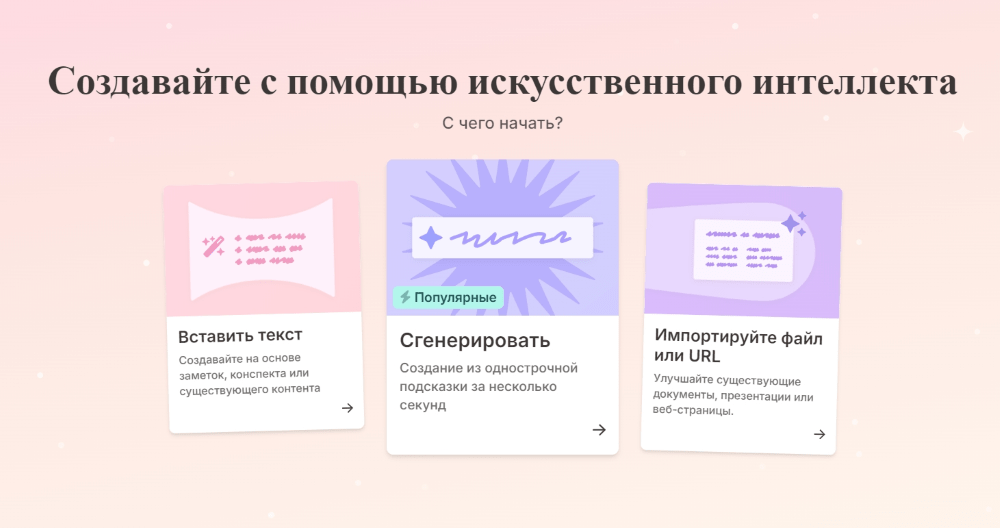 Создавайте с помощью искусственного интеллекта
С чего начать?
Вставить текст
Создавайте на основе
заметок, конспекта или
существующего контента
Популярные
Сгенерировать
Создание из однострочной
подсказки за несколько
секунд
Импортируйте файл
или URL
Улучшайте существующие
документы, презентации или
веб-страницы.